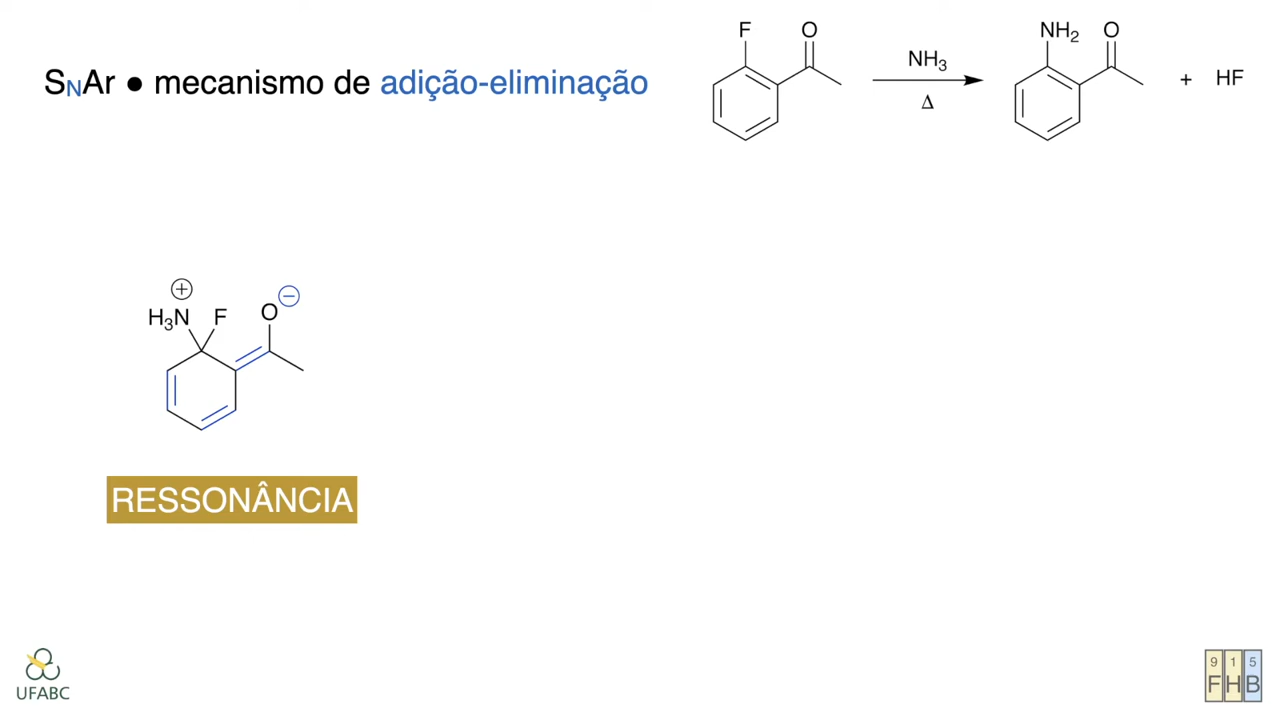 SNAr ● mecanismo de adição-eliminação
F O NH3 Δ NH2 O + HF
⊕
H3N F O ⊖
RESSONÂNCIA
UFABC
9 1 5
F H B